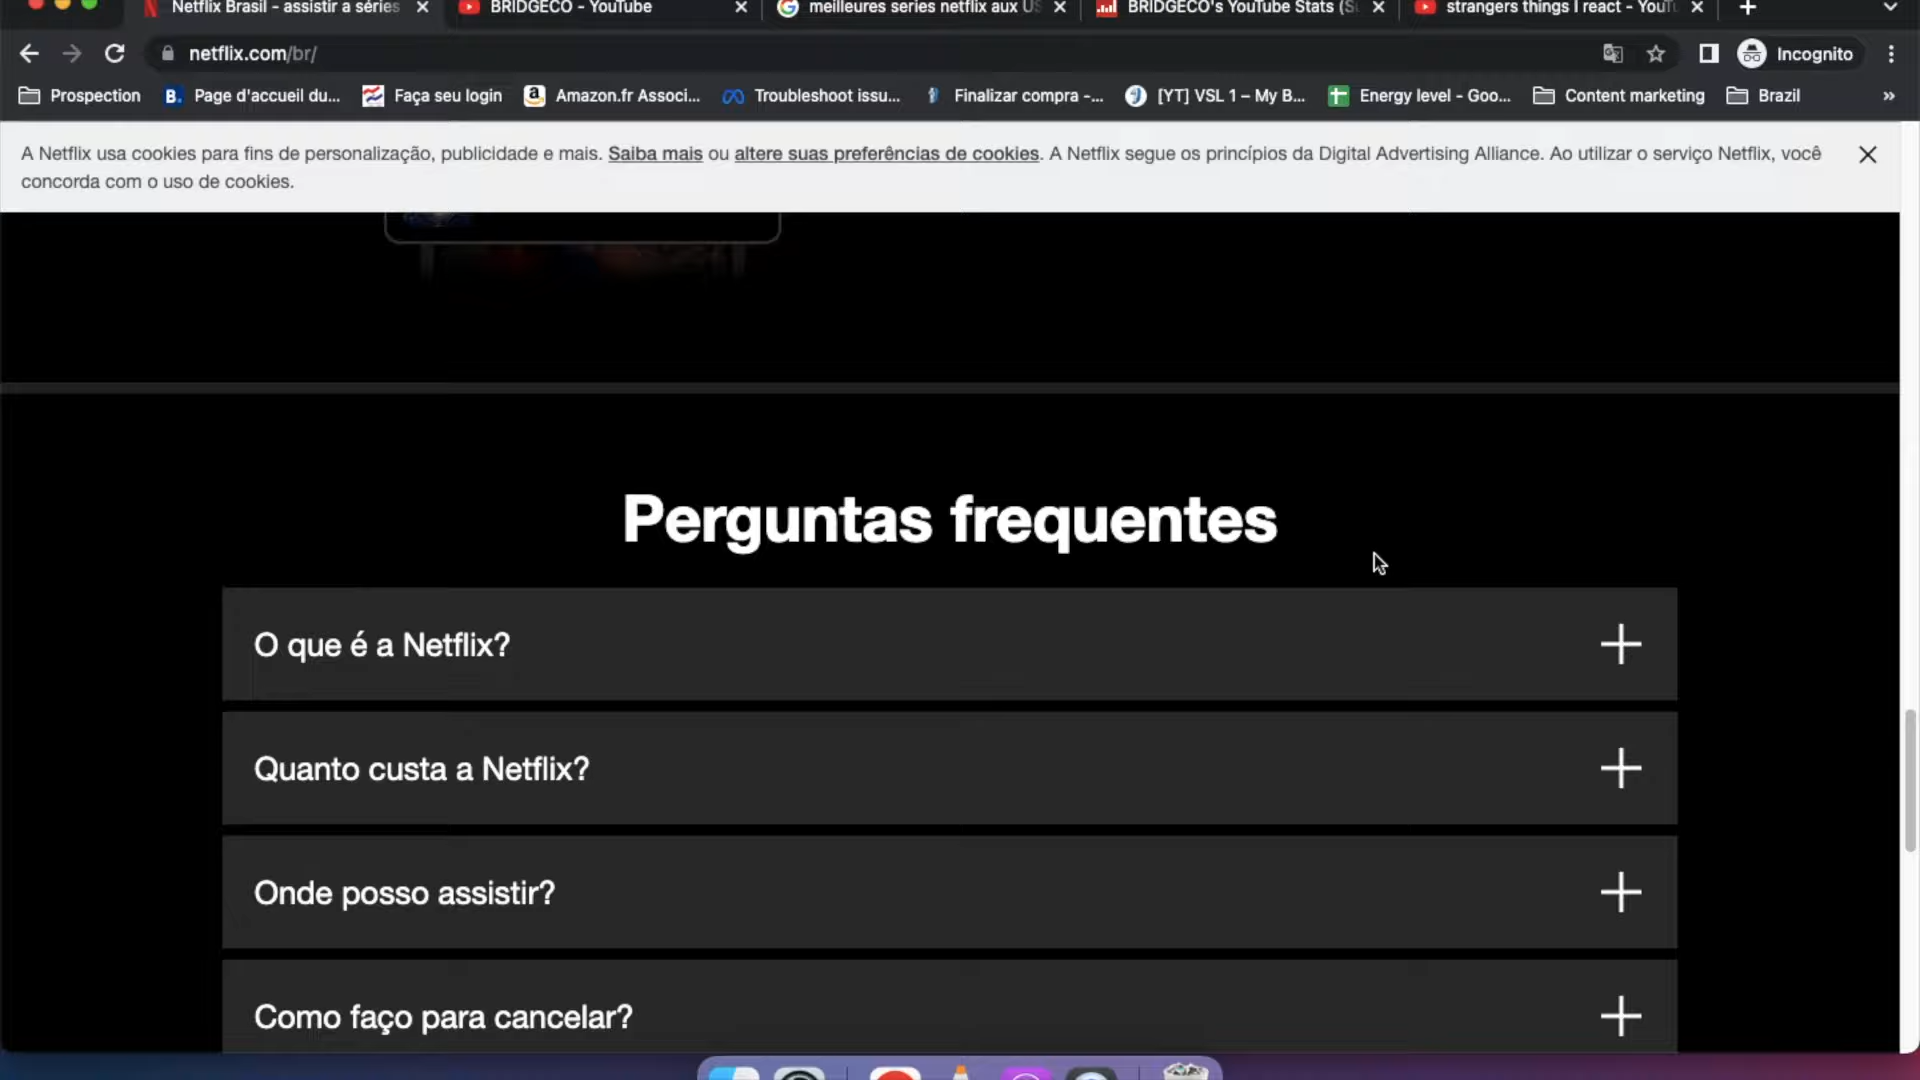 Netflix Brasil - assistir a séries
BRIDGECO - YouTube
meilleures series netflix aux US
BRIDGECO's YouTube Stats (S
strangers things I react - YouT
netflix.com/br/
Incognito
Prospection
B.
Page d'accueil du...
Faça seu login
Amazon.fr Associ...
Troubleshoot issu...
Finalizar compra -...
[YT] VSL 1 – My B...
Energy level - Goo...
Content marketing
Brazil
»
A Netflix usa cookies para fins de personalização, publicidade e mais. Saiba mais ou altere suas preferências de cookies. A Netflix segue os princípios da Digital Advertising Alliance. Ao utilizar o serviço Netflix, você
concorda com o uso de cookies.
Perguntas frequentes
O que é a Netflix?
Quanto custa a Netflix?
Onde posso assistir?
Como faço para cancelar?